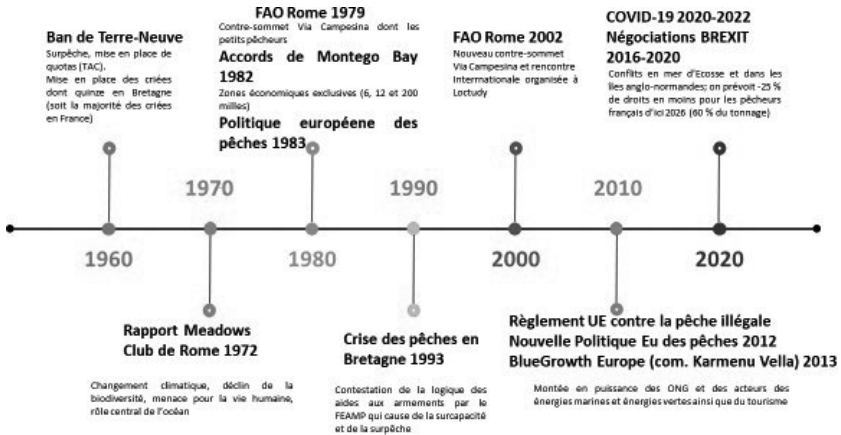 Ban de Terre-Neuve
Surpêche, mise en place de
quotas (TAC).
Mise en place des criées
dont quinze en Bretagne
(soit la majorité des criées
en France)
FAO Rome 1979
Contre-sommet Via Campesina dont les
petits pêcheurs
Accords de Montego Bay
1982
Zones économiques exclusives (6, 12 et 200
milles)
Politique européene des
pêches 1983
FAO Rome 2002
Nouveau contre-sommet
Via Campesina et rencontre
Internationale organisée à
Loctudy
COVID-19 2020-2022
Négociations BREXIT
2016-2020
Conflits en mer d'Ecosse et dans les
îles anglo-normandes; on prévoit -25 %
de droits en moins pour les pêcheurs
français d'ici 2026 (60 % du tonnage)
1970
1990
2010
1960
1980
2000
2020
Rapport Meadows
Club de Rome 1972
Changement climatique, déclin de la
biodiversité, menace pour la vie humaine,
rôle central de l'océan
Crise des pêches en
Bretagne 1993
Contestation de la logique des
aides aux armements par le
FEAMP qui cause de la surcapacité
et de la surpêche
Règlement UE contre la pêche illégale
Nouvelle Politique Eu des pêches 2012
BlueGrowth Europe (com. Karmenu Vella) 2013
Montée en puissance des ONG et des acteurs des
énergies marines et énergies vertes ainsi que du tourisme